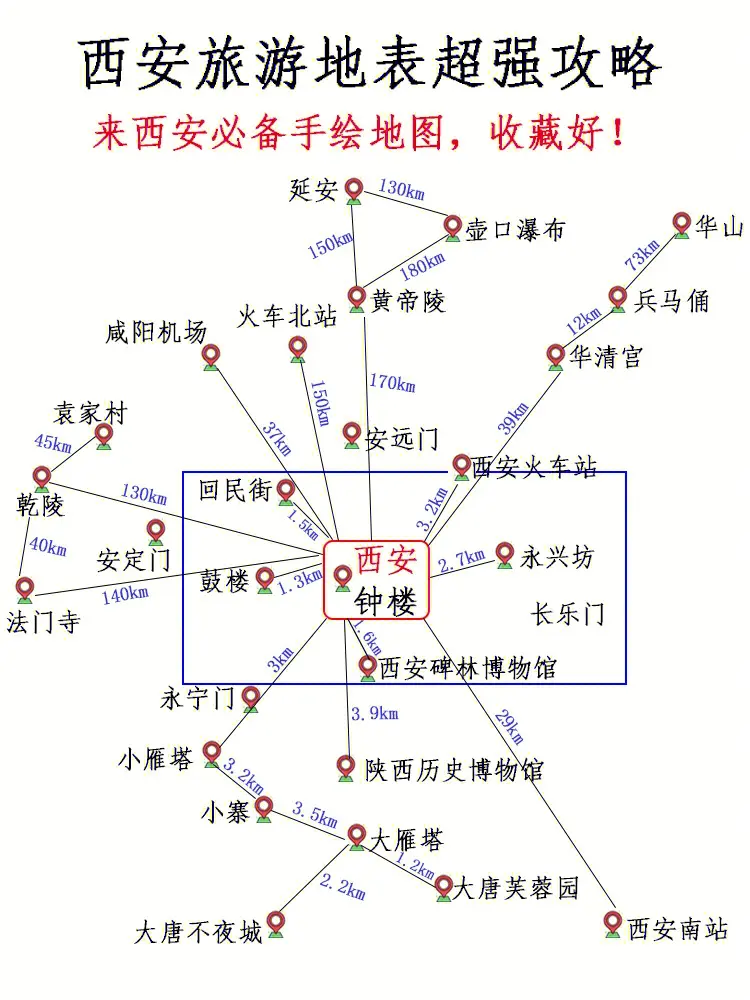 西安旅游地表超强攻略
来西安必备手绘地图，收藏好！
延安
130km
壶口瀑布
华山
150km
180km
73km
黄帝陵
兵马俑
火车北站
12km
咸阳机场
华清宫
150km
170km
袁家村
37km
39km
45km
安远门
西安火车站
乾陵
130km
回民街
3.2km
1.5km
40km
安定门
西安
2.7km
永兴坊
鼓楼
1.3km
140km
钟楼
法门寺
长乐门
1.6km
3km
西安碑林博物馆
永宁门
3.9km
29km
小雁塔
3.2km
陕西历史博物馆
小寨
3.5km
大雁塔
1.2km
2.2km
大唐芙蓉园
大唐不夜城
西安南站